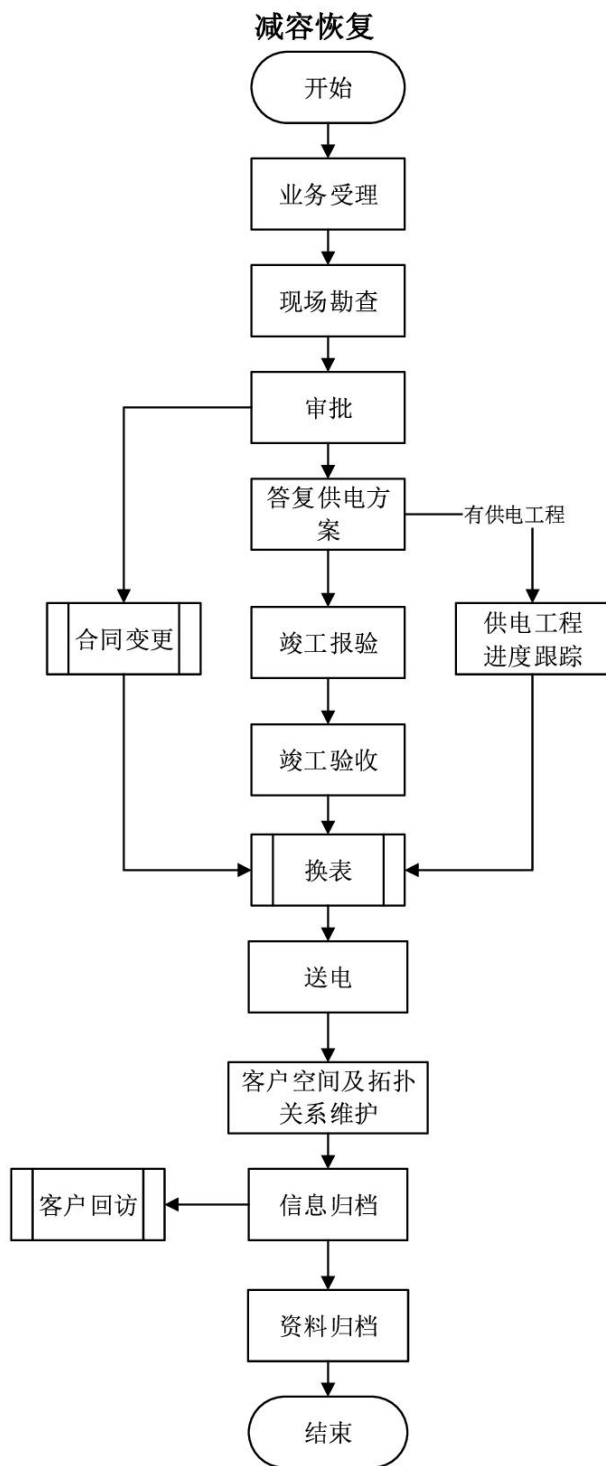 减容恢复
开始
业务受理
现场勘查
审批
答复供电方
案
有供电工程
合同变更
竣工报验
供电工程
进度跟踪
竣工验收
换表
送电
客户空间及拓扑
关系维护
客户回访
信息归档
资料归档
结束